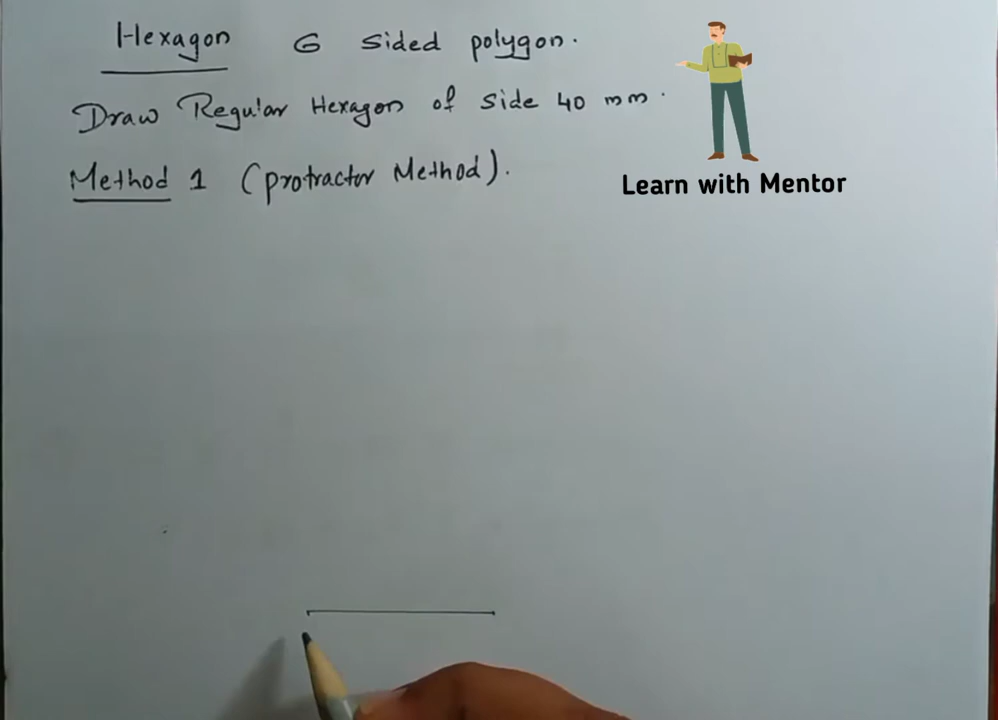 Hexagon 6 sided polygon.
Draw Regular Hexagon of side 40 mm.
Method 1 (protractor Method).
Learn with Mentor